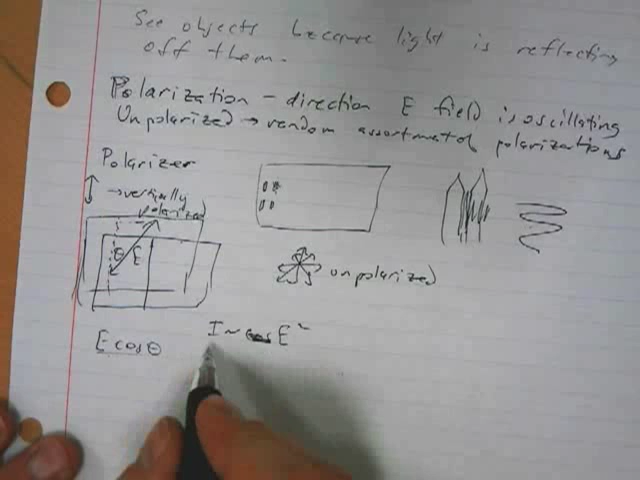 See objects because light is reflecting
off them.
Polarization - direction E field is oscillating
Unpolarized → random assortment of polarizations
Polarizer
→ vertically
polarized
θ E
unpolarized
E cos θ
I ~ E²